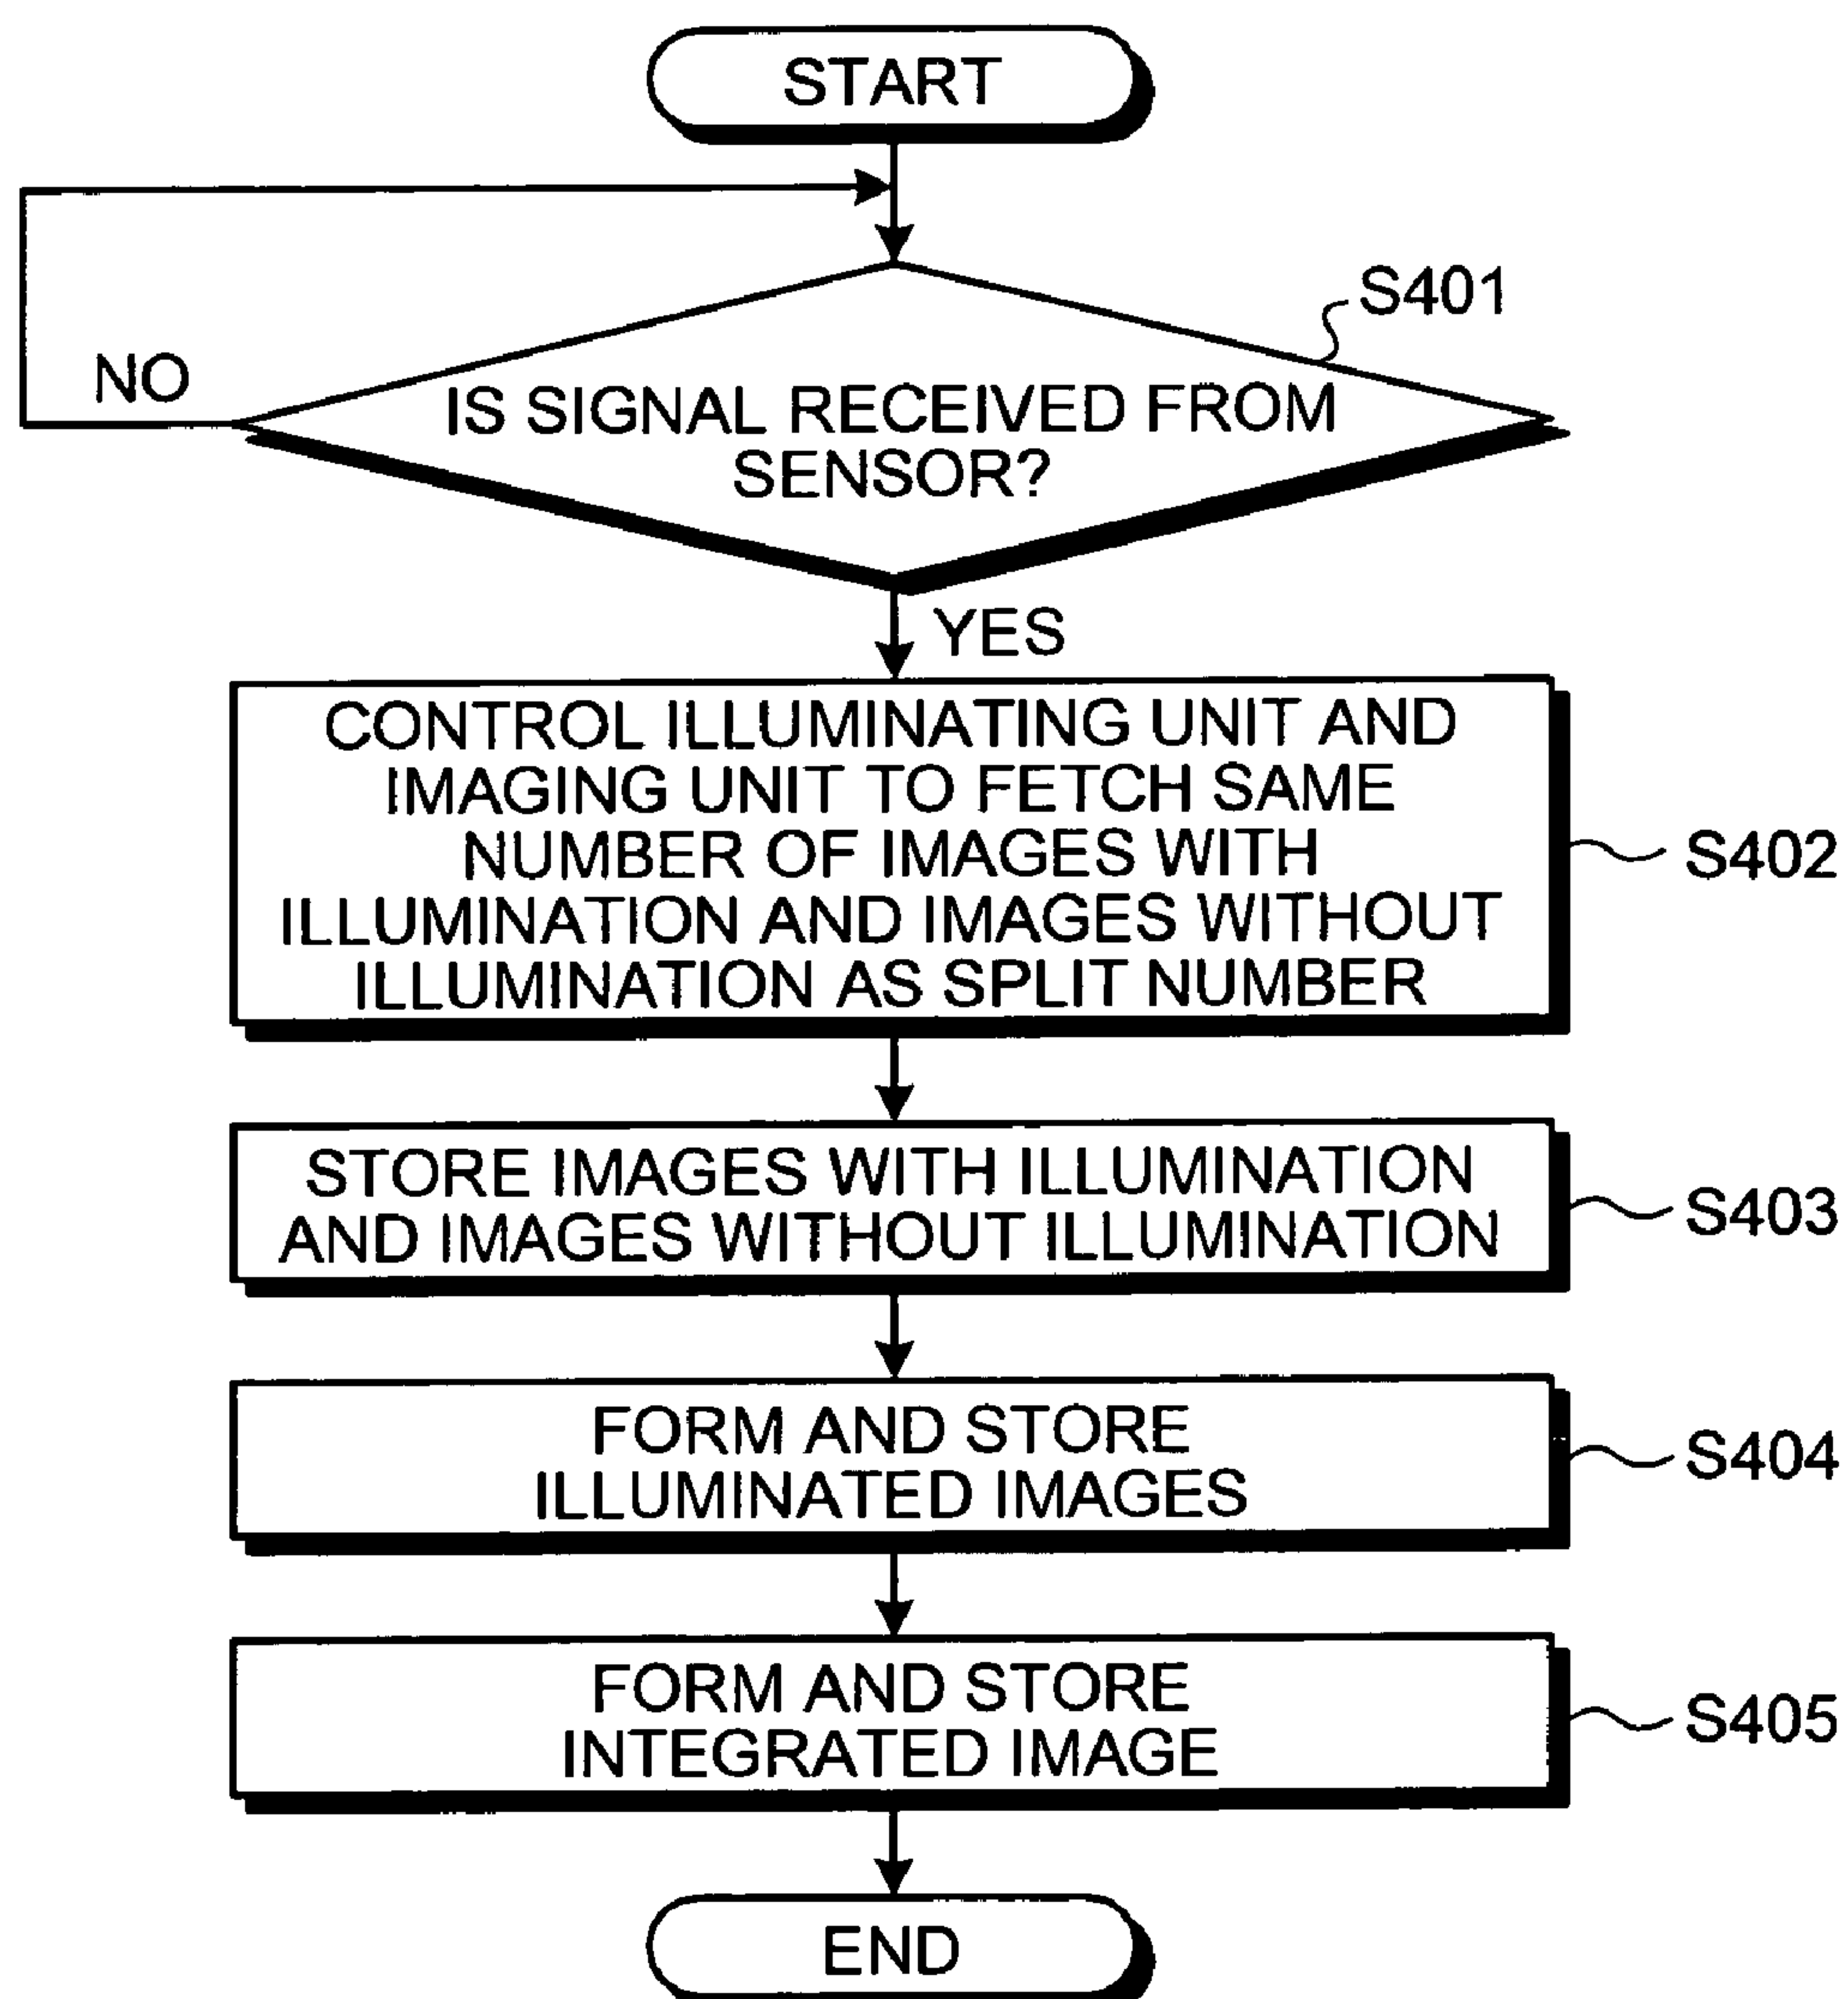 START
S401
NO
IS SIGNAL RECEIVED FROM
SENSOR?
YES
CONTROL ILLUMINATING UNIT AND
IMAGING UNIT TO FETCH SAME
NUMBER OF IMAGES WITH
ILLUMINATION AND IMAGES WITHOUT
ILLUMINATION AS SPLIT NUMBER
S402
STORE IMAGES WITH ILLUMINATION
AND IMAGES WITHOUT ILLUMINATION
S403
FORM AND STORE
ILLUMINATED IMAGES
S404
FORM AND STORE
INTEGRATED IMAGE
S405
END